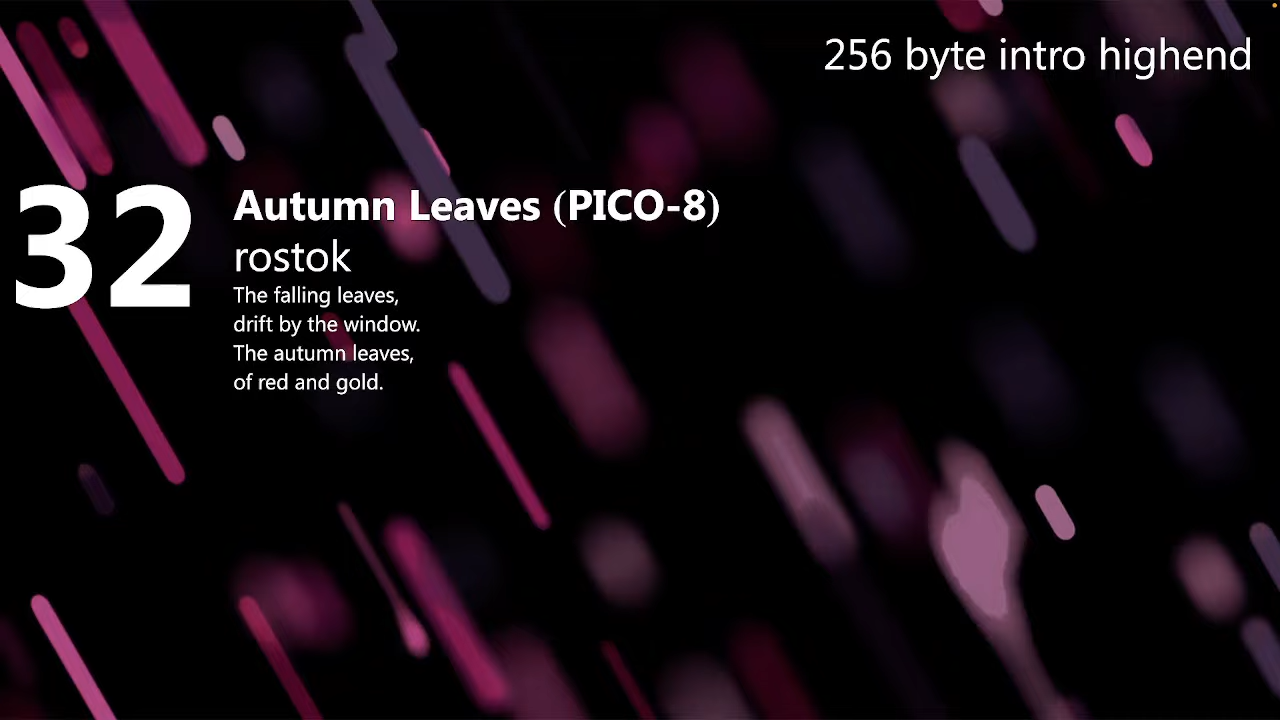 256 byte intro highend
32
Autumn Leaves (PICO-8)
rostok
The falling leaves,
drift by the window.
The autumn leaves,
of red and gold.